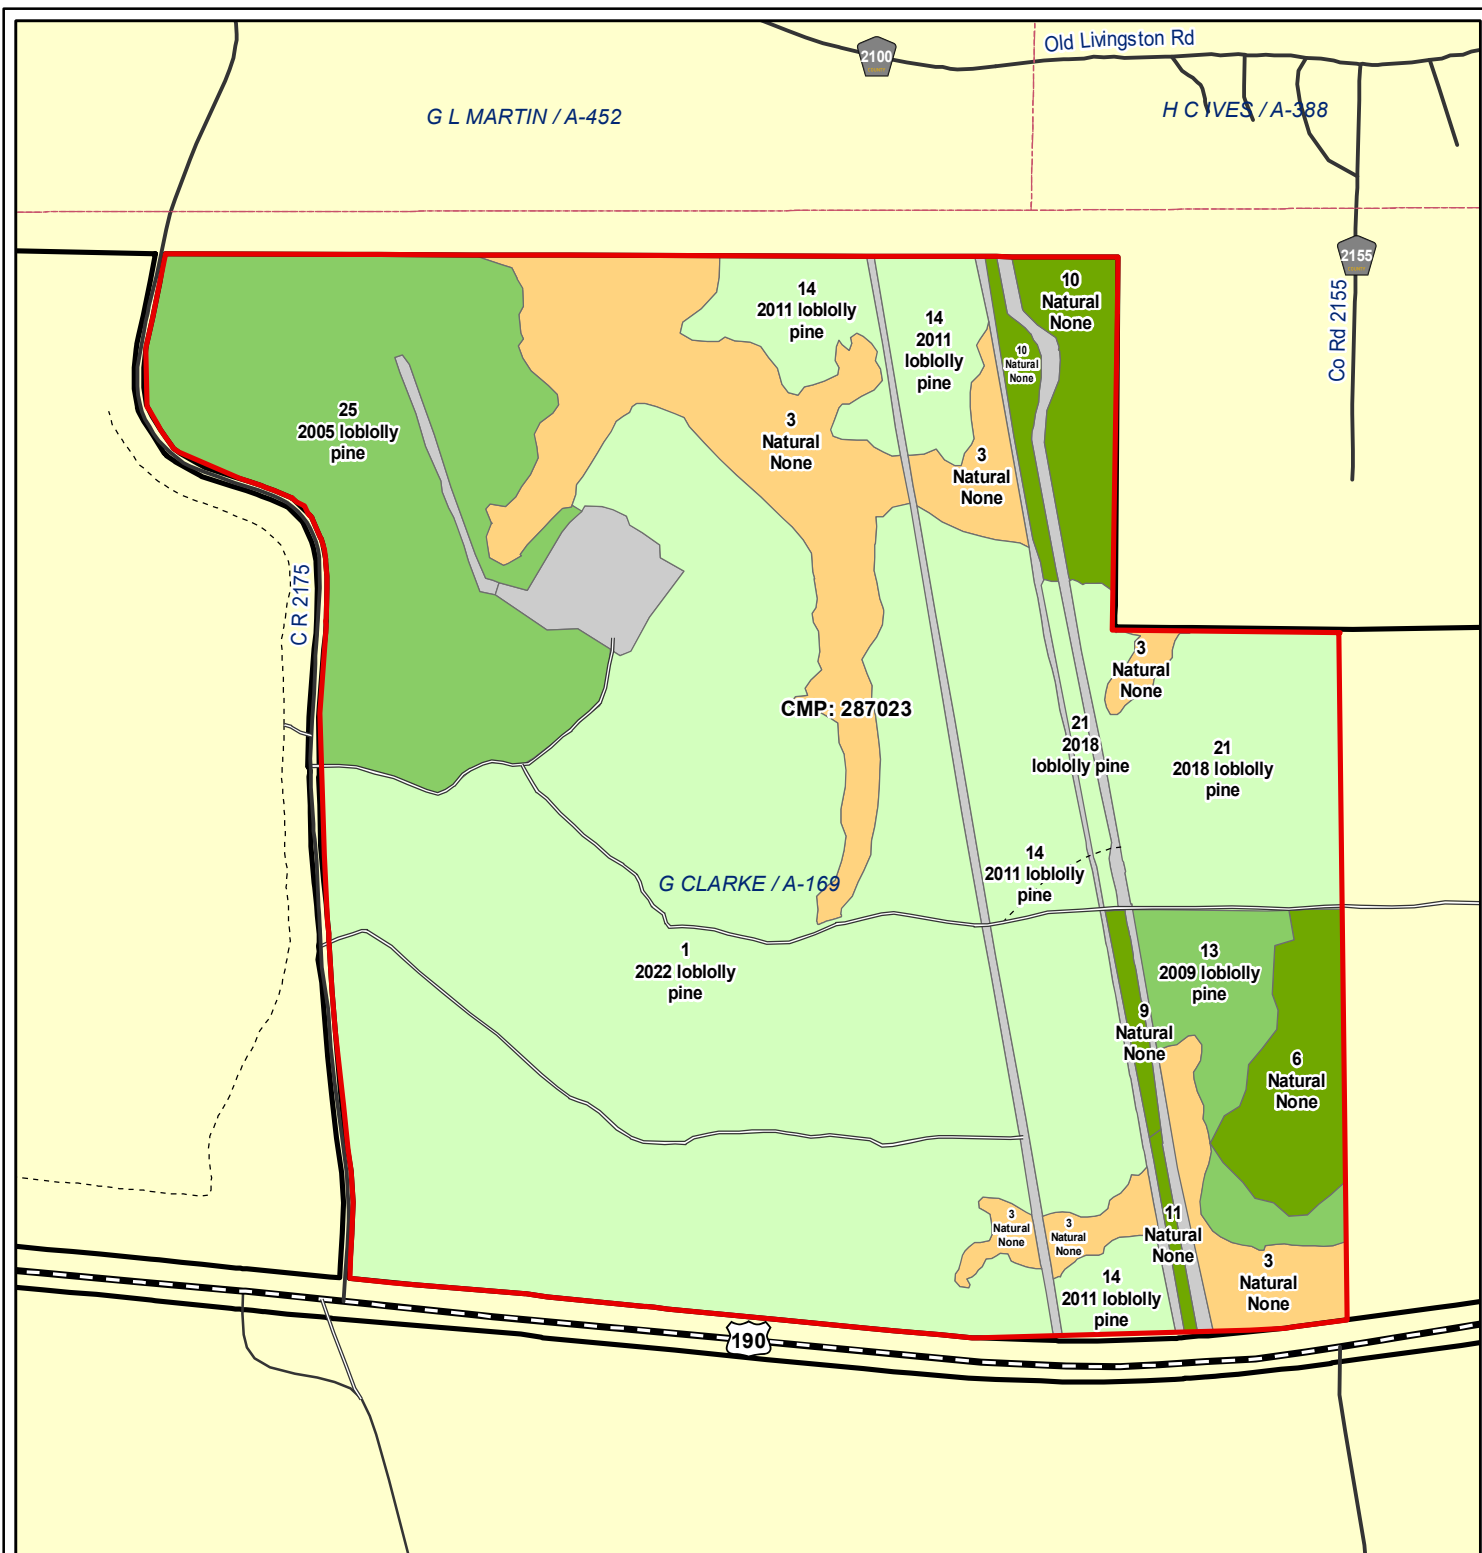 Old Livingston Rd
2100
G L MARTIN / A-452
H C IVES / A-388
2155
Co Rd 2155
10
Natural
None
14
2011 loblolly
pine
14
2011
loblolly
pine
10
Natural
None
25
2005 loblolly
pine
3
Natural
None
3
Natural
None
C R 2175
3
Natural
None
CMP: 287023
21
2018
loblolly pine
21
2018 loblolly
pine
14
2011 loblolly
pine
G CLARKE / A-169
1
2022 loblolly
pine
13
2009 loblolly
pine
9
Natural
None
6
Natural
None
3
Natural
None
3
Natural
None
11
Natural
None
3
Natural
None
14
2011 loblolly
pine
190